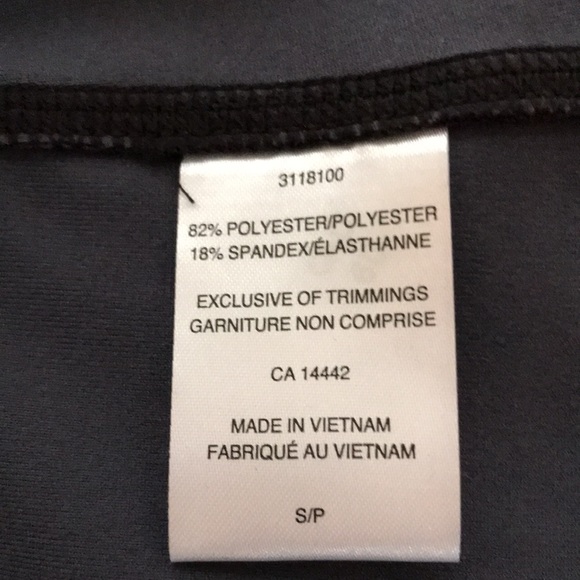 3118100
82% POLYESTER/POLYESTER
18% SPANDEX/ÉLASTHANNE
EXCLUSIVE OF TRIMMINGS
GARNITURE NON COMPRISE
CA 14442
MADE IN VIETNAM
FABRIQUÉ AU VIETNAM
S/P